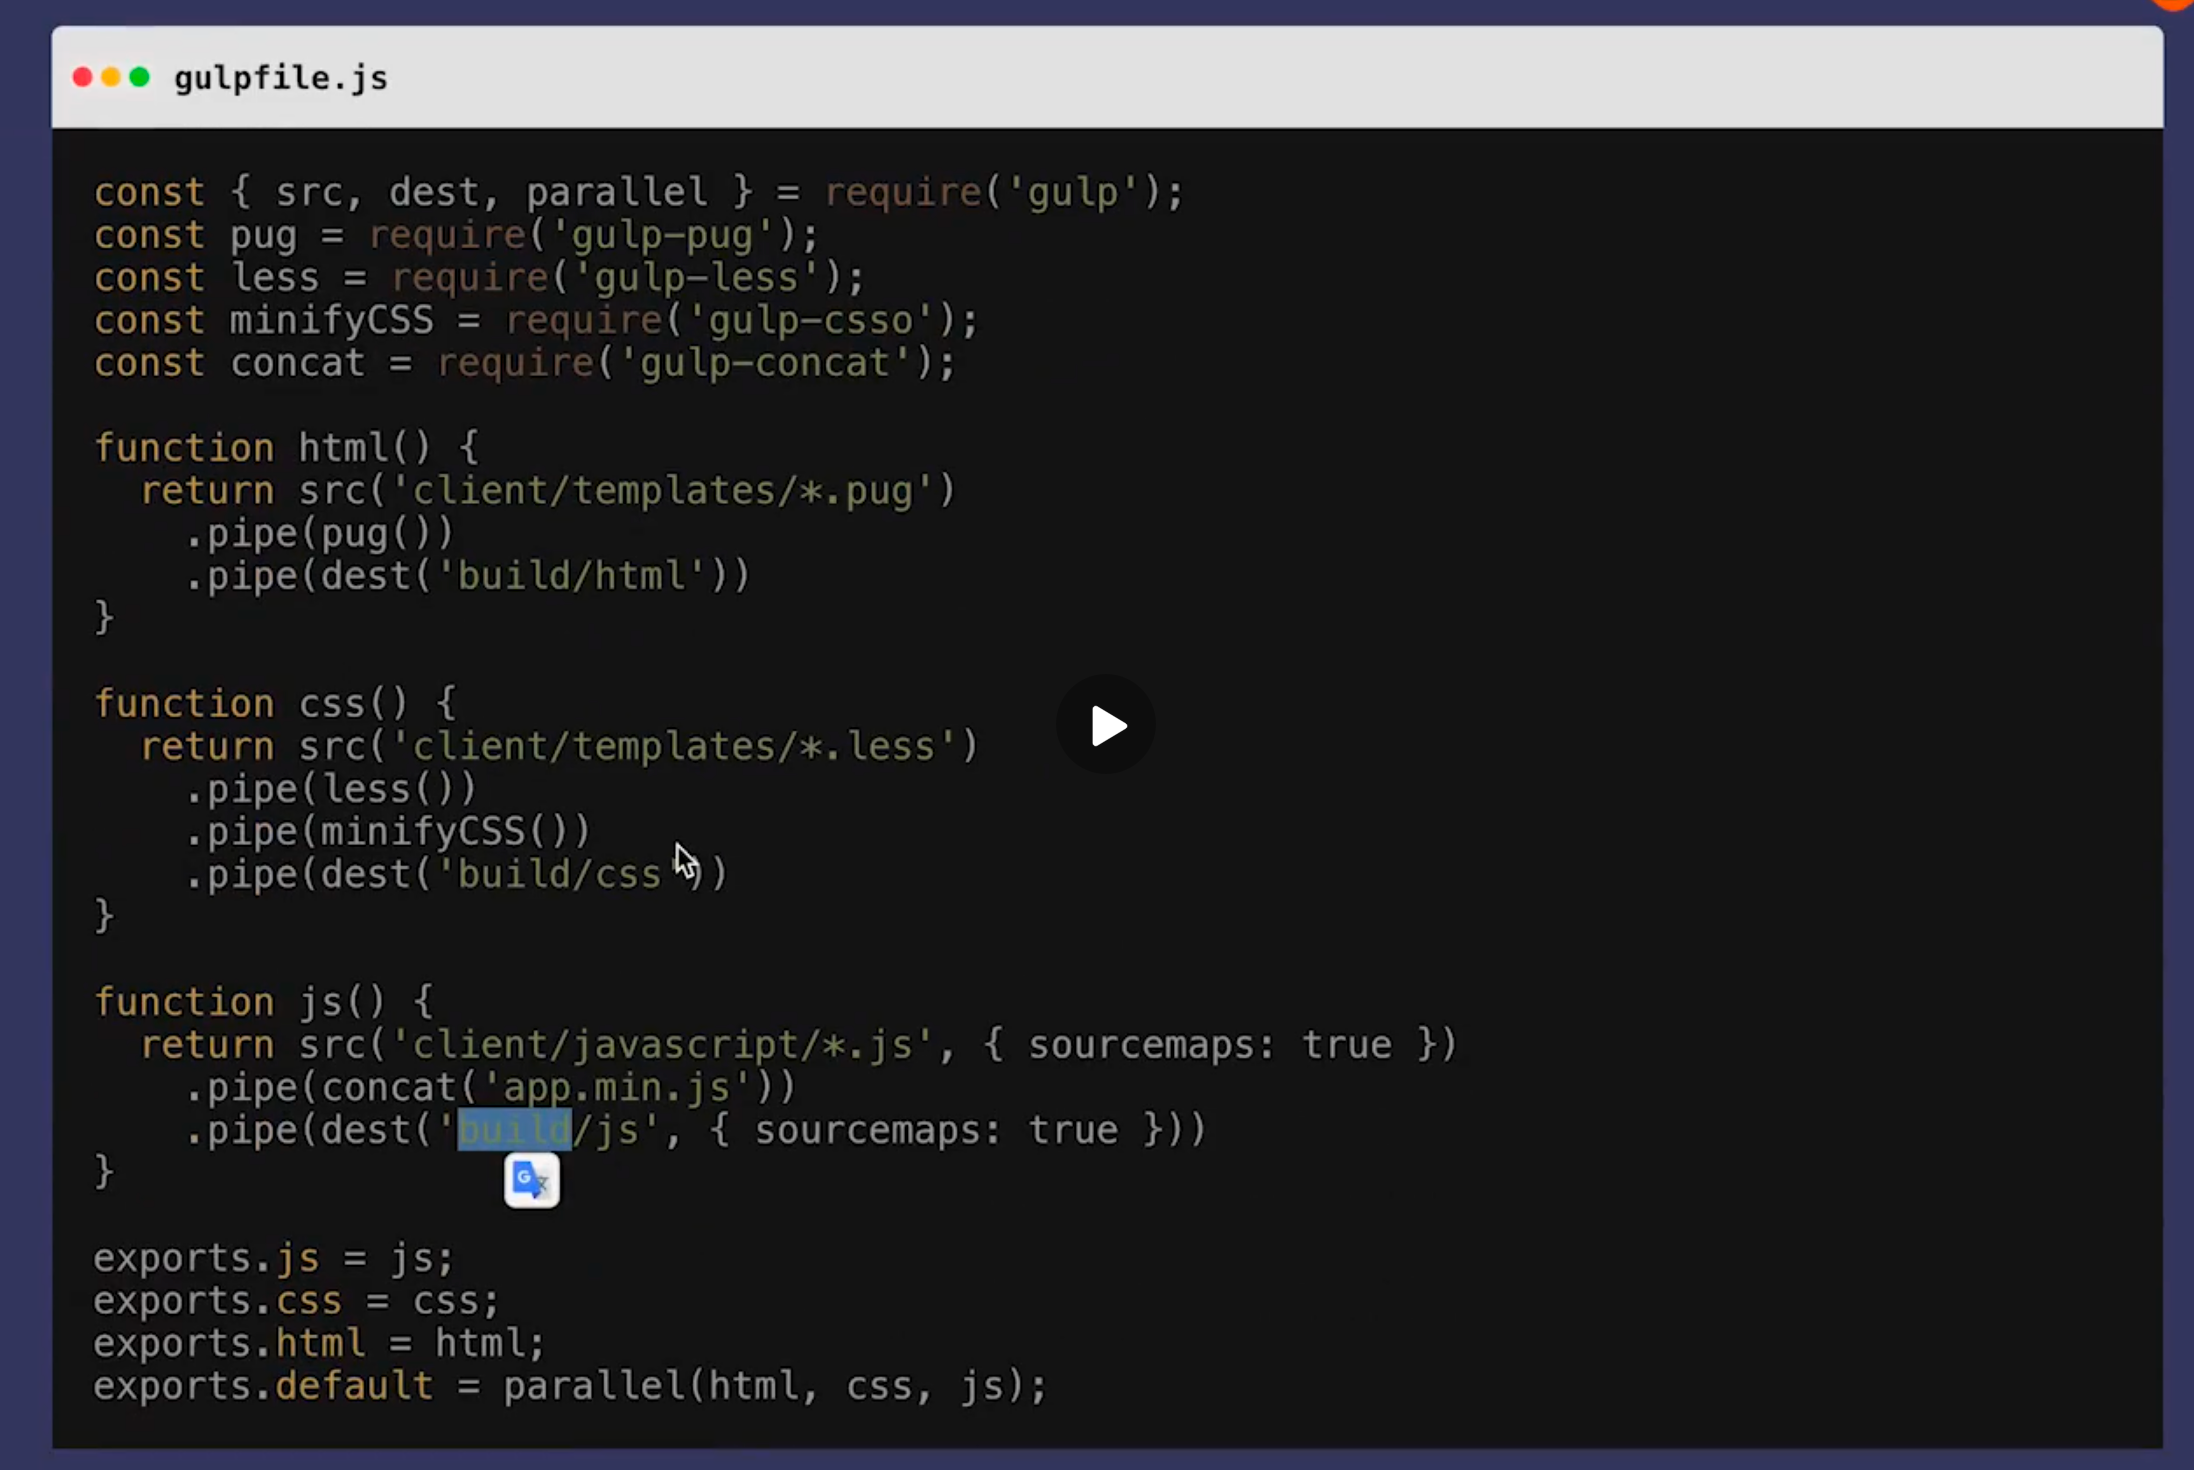 gulpfile.js
const { src, dest, parallel } = require('gulp');
const pug = require('gulp-pug');
const less = require('gulp-less');
const minifyCSS = require('gulp-csso');
const concat = require('gulp-concat');
function html() {
  return src('client/templates/*.pug')
    .pipe(pug())
    .pipe(dest('build/html'))
}
function css() {
  return src('client/templates/*.less')
    .pipe(less())
    .pipe(minifyCSS())
    .pipe(dest('build/css'))
}
function js() {
  return src('client/javascript/*.js', { sourcemaps: true })
    .pipe(concat('app.min.js'))
    .pipe(dest('build/js', { sourcemaps: true }))
}
exports.js = js;
exports.css = css;
exports.html = html;
exports.default = parallel(html, css, js);